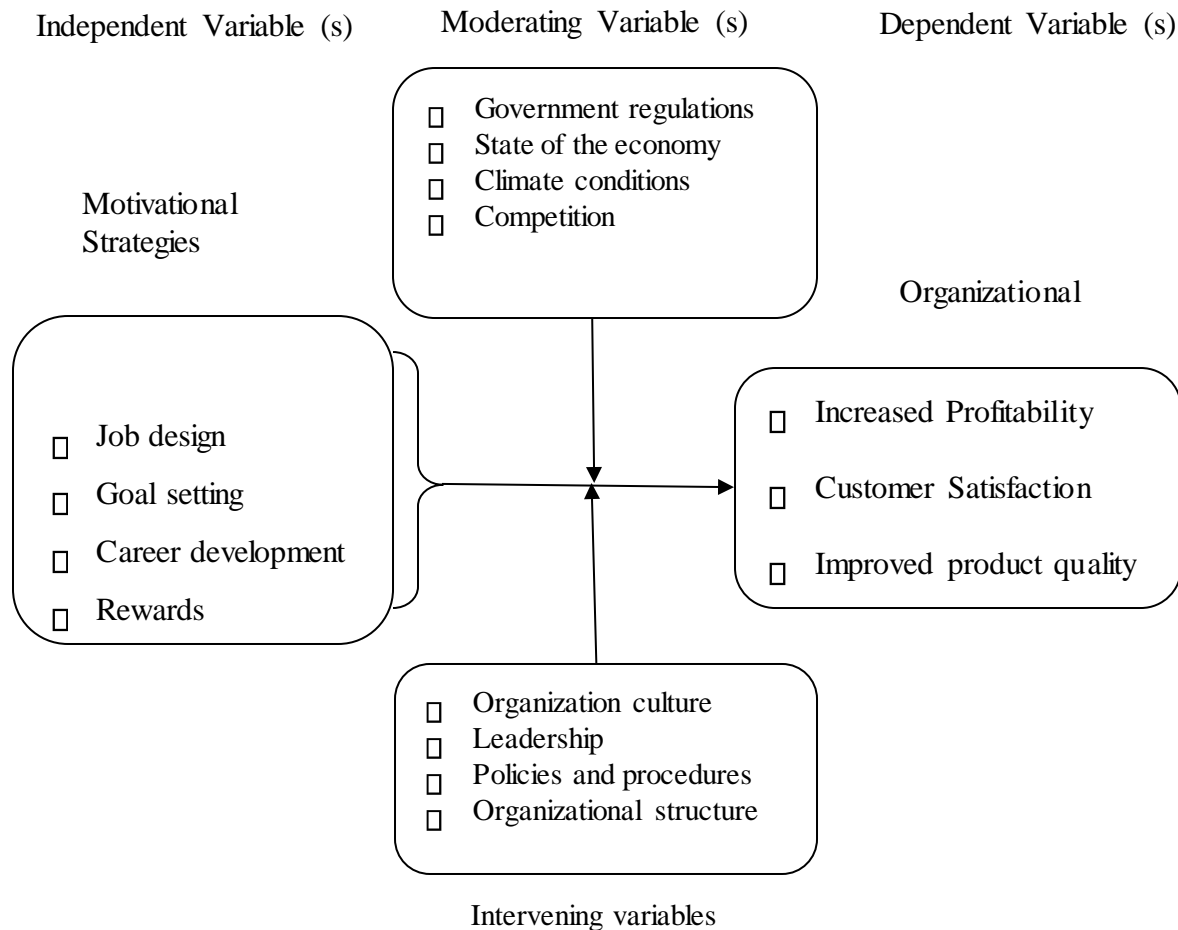 Independent Variable (s)
Moderating Variable (s)
Dependent Variable (s)
Government regulations
State of the economy
Climate conditions
Competition
Motivational
Strategies
Organizational
Job design
Goal setting
Career development
Rewards
Increased Profitability
Customer Satisfaction
Improved product quality
Organization culture
Leadership
Policies and procedures
Organizational structure
Intervening variables